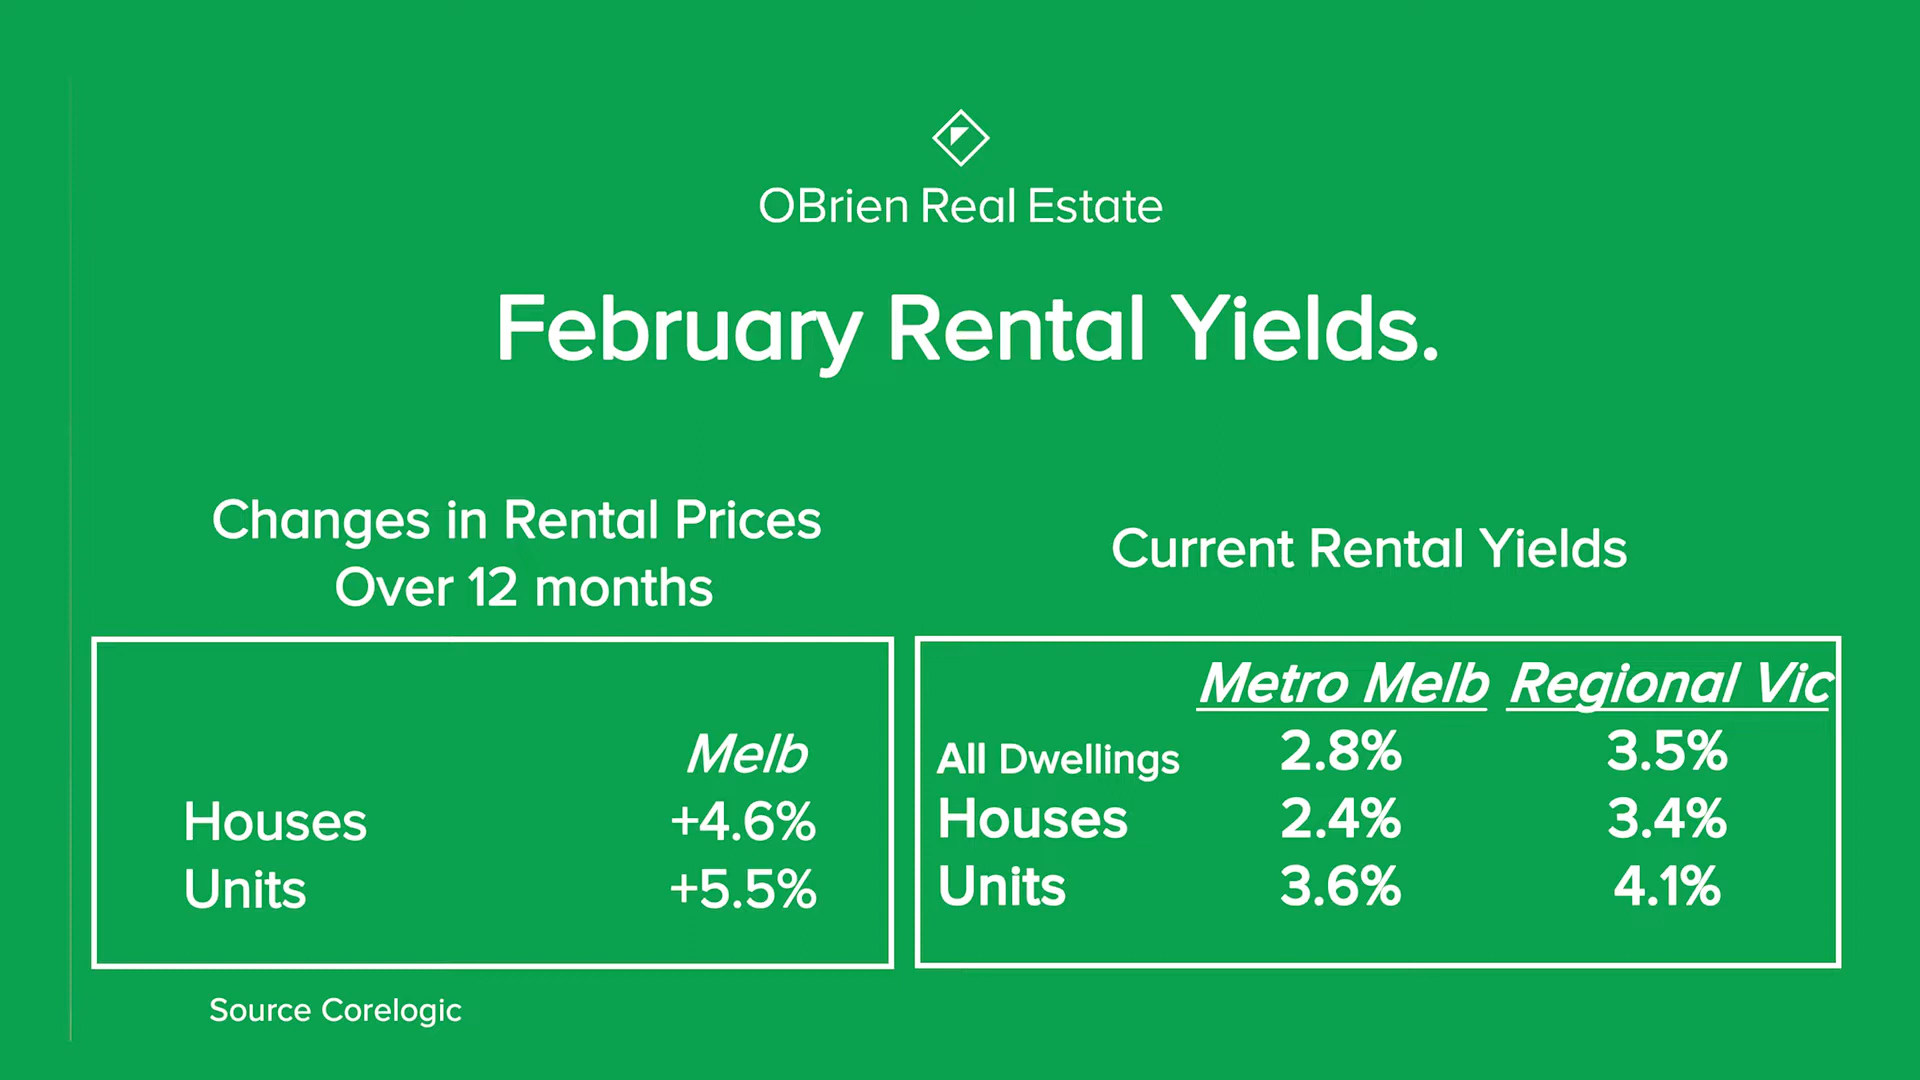 OBrien Real Estate
February Rental Yields.
Changes in Rental Prices
Over 12 months
Melb
Houses +4.6%
Units +5.5%
Current Rental Yields
Metro Melb Regional Vic
All Dwellings 2.8% 3.5%
Houses 2.4% 3.4%
Units 3.6% 4.1%
Source Corelogic